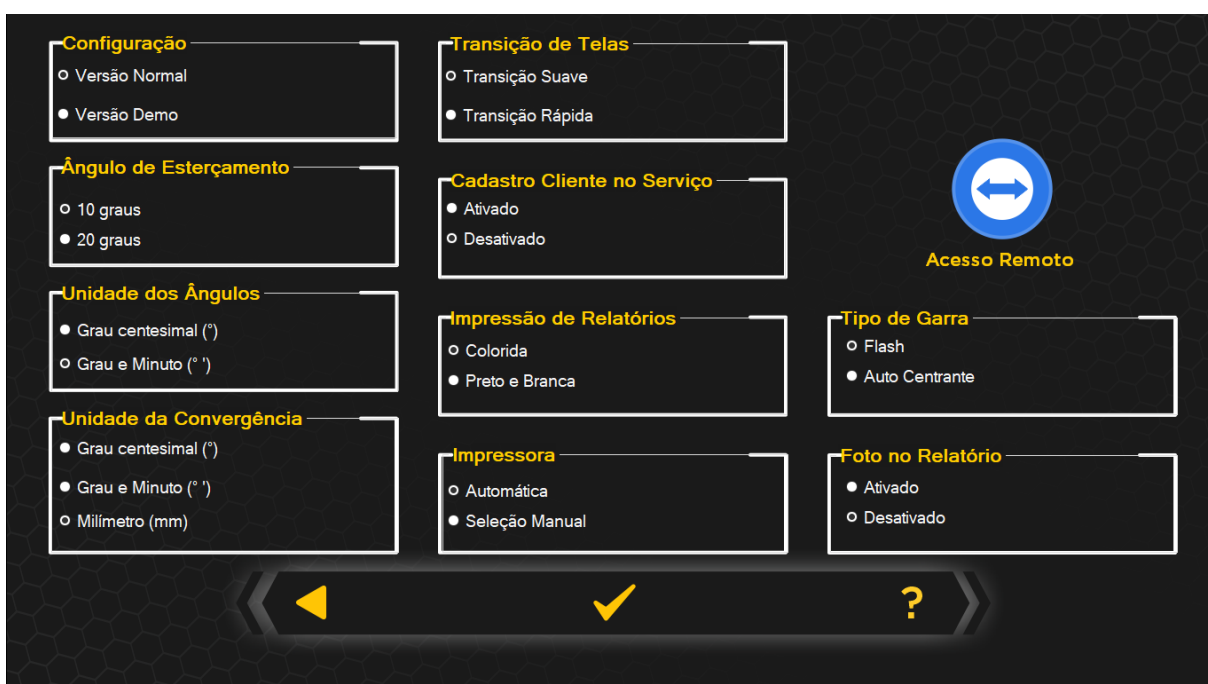 Configuração
Versão Normal
Versão Demo
Ângulo de Esterçamento
10 graus
20 graus
Unidade dos Ângulos
Grau centesimal (°)
Grau e Minuto (° ')
Unidade da Convergência
Grau centesimal (°)
Grau e Minuto (° ')
Milímetro (mm)
Transição de Telas
Transição Suave
Transição Rápida
Cadastro Cliente no Serviço
Ativado
Desativado
Impressão de Relatórios
Colorida
Preto e Branca
Impressora
Automática
Seleção Manual
Acesso Remoto
Tipo de Garra
Flash
Auto Centrante
Foto no Relatório
Ativado
Desativado
?